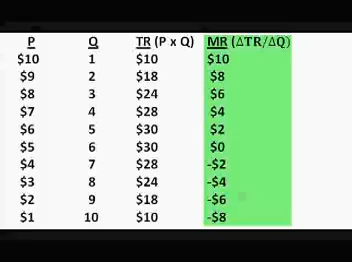 P Q TR (P x Q) MR (ΔTR/ΔQ)
$10 1 $10 $10
$9 2 $18 $8
$8 3 $24 $6
$7 4 $28 $4
$6 5 $30 $2
$5 6 $30 $0
$4 7 $28 -$2
$3 8 $24 -$4
$2 9 $18 -$6
$1 10 $10 -$8